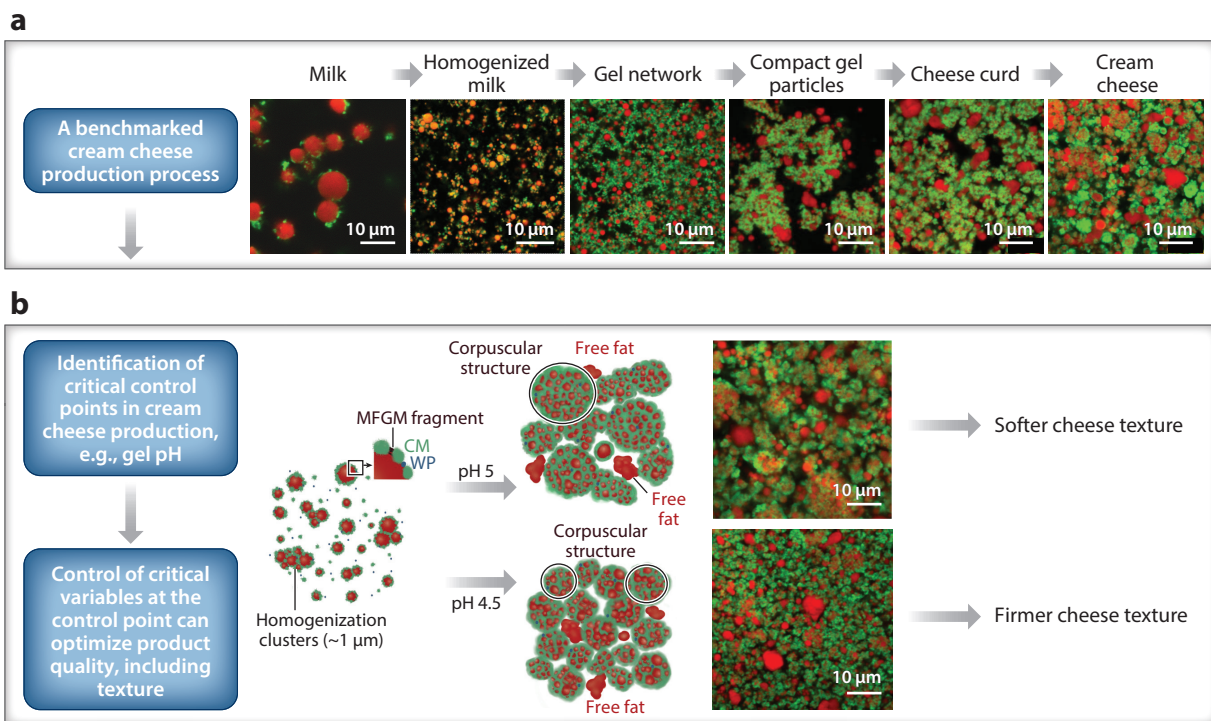 a
Milk
Homogenized
milk
Gel network
Compact gel
particles
Cheese curd
Cream
cheese
A benchmarked
cream cheese
production process
10 µm
10 µm
10 µm
10 µm
10 µm
10 µm
b
Identification of
critical control
points in cream
cheese production,
e.g., gel pH
Control of critical
variables at the
control point can
optimize product
quality, including
texture
MFGM fragment
CM
WP
Homogenization
clusters (~1 µm)
pH 5
pH 4.5
Corpuscular
structure
Free fat
Free
fat
Corpuscular
structure
Free fat
10 µm
10 µm
Softer cheese texture
Firmer cheese texture